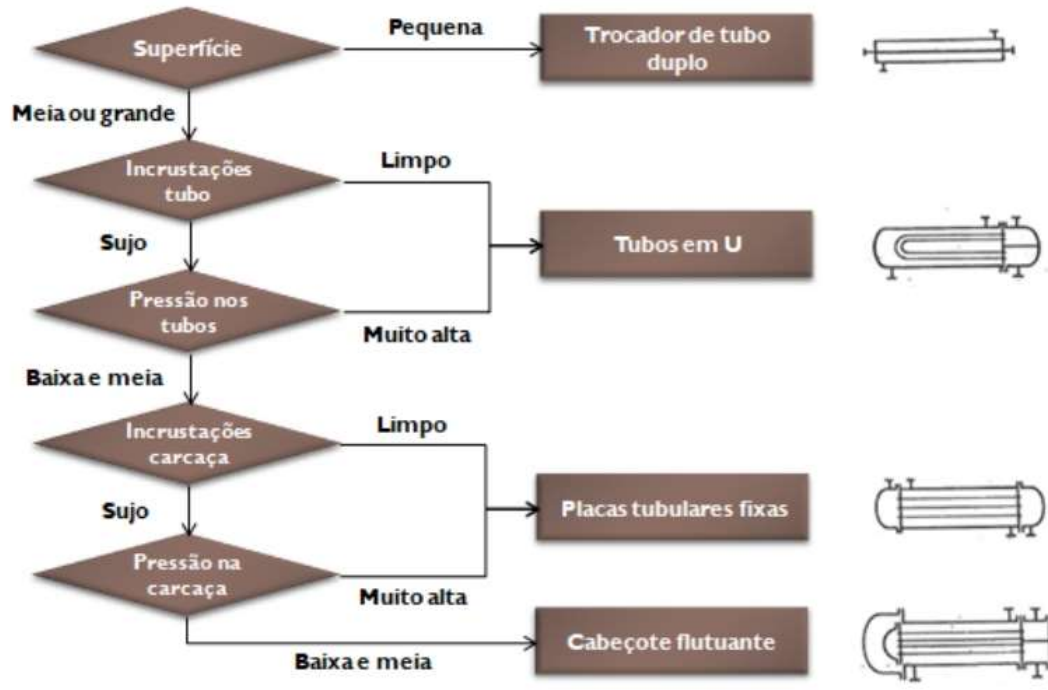 Superfície
Pequena
Trocador de tubo
duplo
Meia ou grande
Incrustações
tubo
Limpo
Sujo
Tubos em U
Pressão nos
tubos
Muito alta
Baixa e meia
Incrustações
carcaça
Limpo
Sujo
Placas tubulares fixas
Pressão na
carcaça
Muito alta
Baixa e meia
Cabeçote flutuante